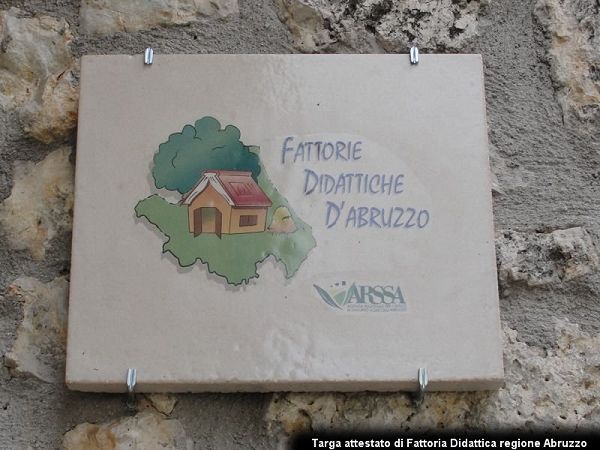 FATTORIE
DIDATTICHE
D'ABRUZZO
ARSSA
Targa attestato di Fattoria Didattica regione Abruzzo